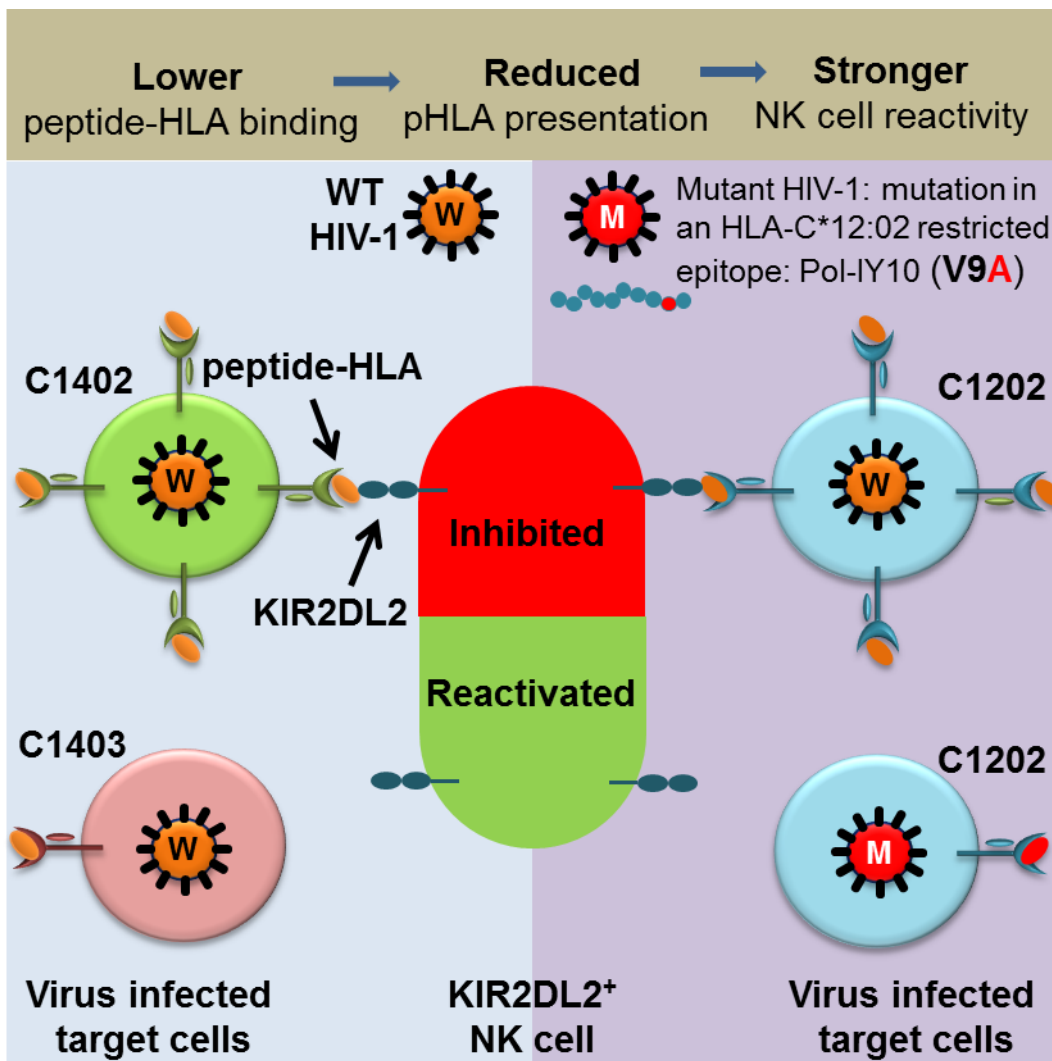 Lower
peptide-HLA binding
Reduced
pHLA presentation
Stronger
NK cell reactivity
WT
HIV-1
W
M
Mutant HIV-1: mutation in
an HLA-C*12:02 restricted
epitope: Pol-IY10 (V9A)
C1402
peptide-HLA
C1202
W
W
Inhibited
KIR2DL2
Reactivated
C1403
C1202
W
M
Virus infected
target cells
KIR2DL2⁺
NK cell
Virus infected
target cells